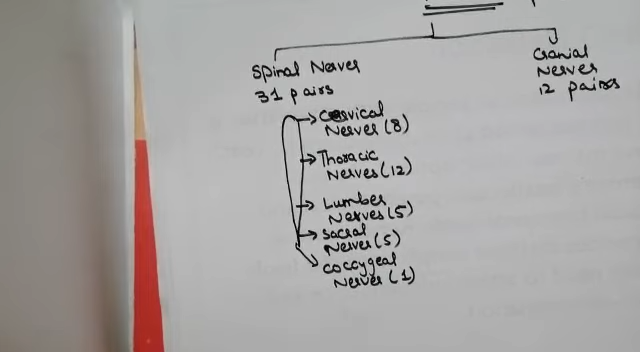 Spinal Nerves
31 pairs
Cranial
Nerves
12 pairs
Cervical
Nerves (8)
Thoracic
Nerves (12)
Lumber
Nerves (5)
Sacral
Nerves (5)
Coccygeal
Nerves (1)